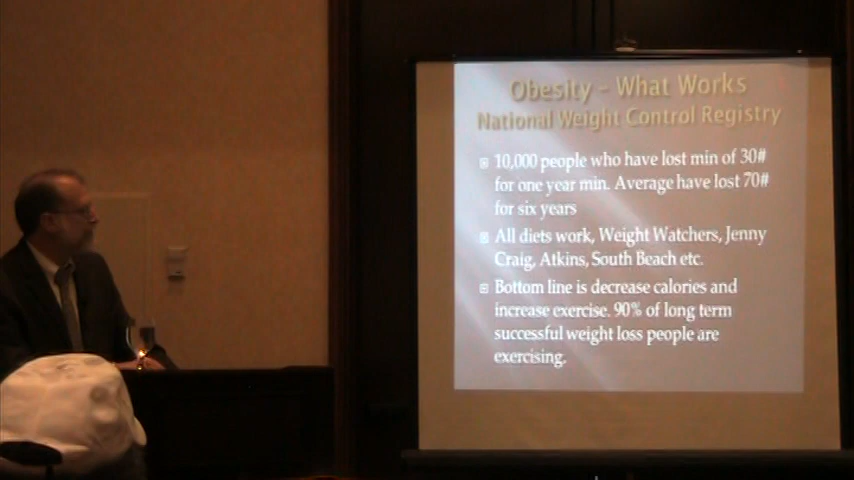 Obesity – What Works
National Weight Control Registry
10,000 people who have lost min of 30#
for one year min. Average have lost 70#
for six years
All diets work, Weight Watchers, Jenny
Craig, Atkins, South Beach etc.
Bottom line is decrease calories and
increase exercise. 90% of long term
successful weight loss people are
exercising.